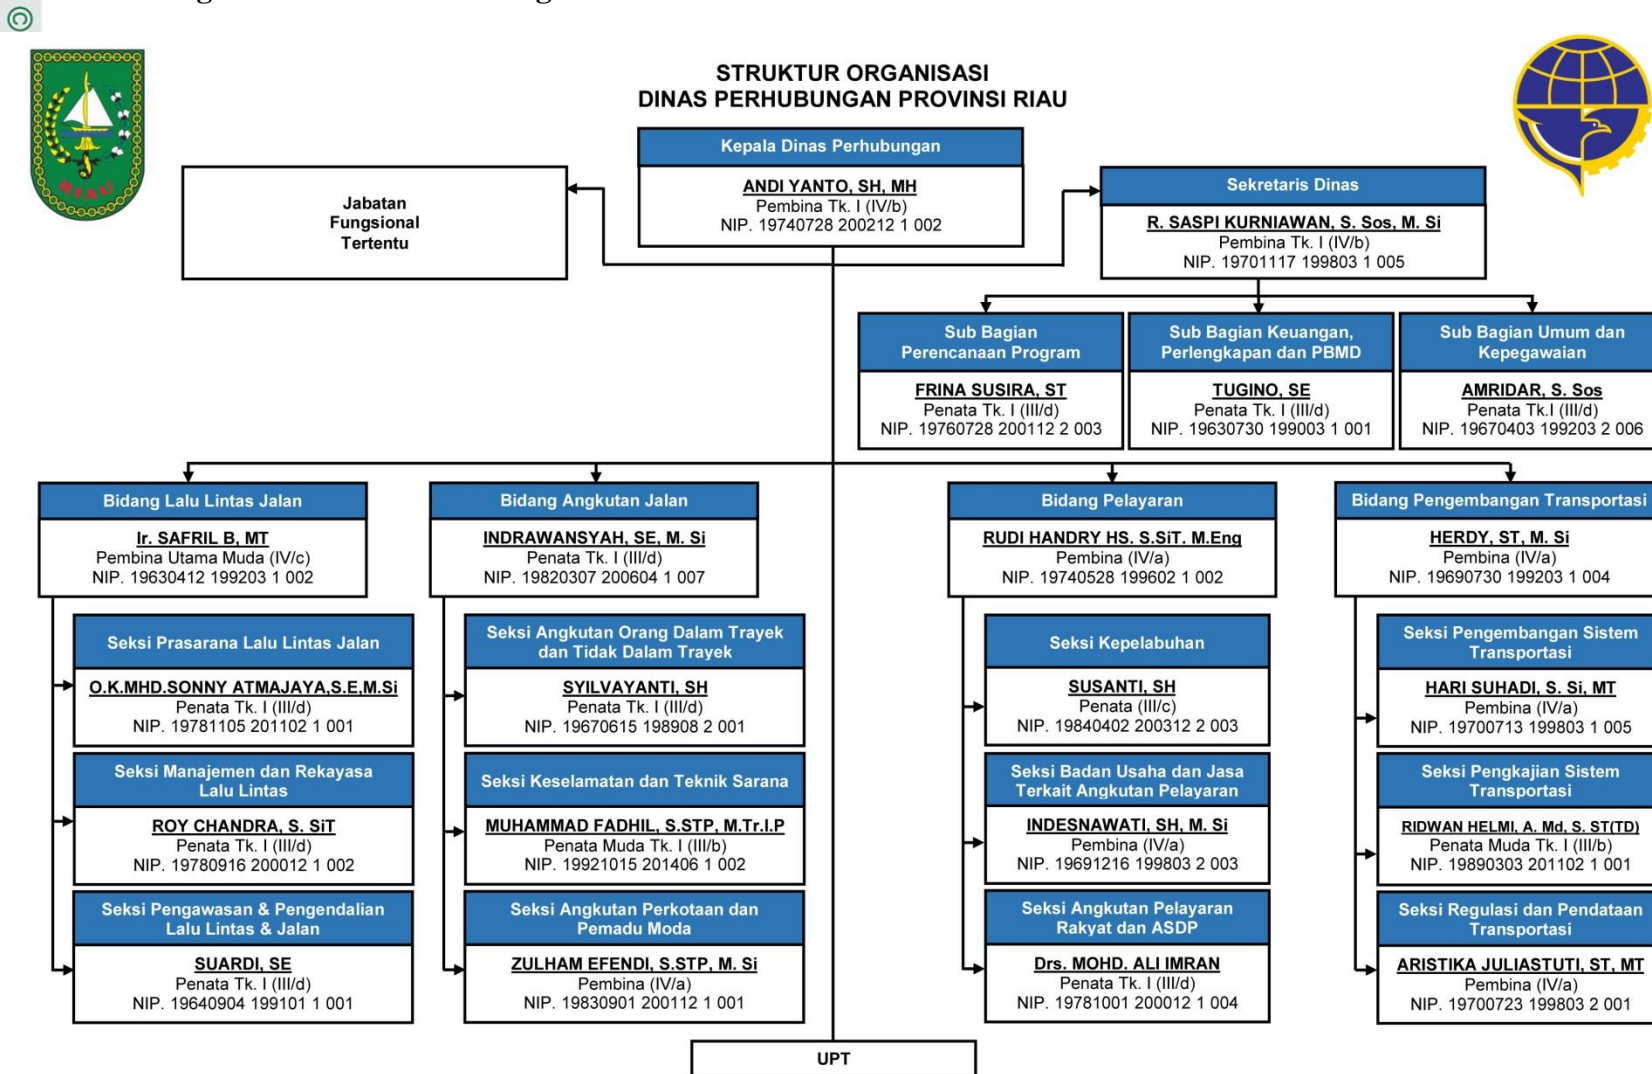 STRUKTUR ORGANISASI
DINAS PERHUBUNGAN PROVINSI RIAU
RIAU
Kepala Dinas Perhubungan
ANDI YANTO, SH, MH
Pembina Tk. I (IV/b)
NIP. 19740728 200212 1 002
Jabatan
Fungsional
Tertentu
Sekretaris Dinas
R. SASPI KURNIAWAN, S. Sos, M. Si
Pembina Tk. I (IV/b)
NIP. 19701117 199803 1 005
Sub Bagian
Perencanaan Program
FRINA SUSIRA, ST
Penata Tk. I (III/d)
NIP. 19760728 200112 2 003
Sub Bagian Keuangan,
Perlengkapan dan PBMD
TUGINO, SE
Penata Tk. I (III/d)
NIP. 19630730 199003 1 001
Sub Bagian Umum dan
Kepegawaian
AMRIDAR, S. Sos
Penata Tk.I (III/d)
NIP. 19670403 199203 2 006
Bidang Lalu Lintas Jalan
Ir. SAFRIL B, MT
Pembina Utama Muda (IV/c)
NIP. 19630412 199203 1 002
Seksi Prasarana Lalu Lintas Jalan
O.K.MHD.SONNY ATMAJAYA,S.E,M.Si
Penata Tk. I (III/d)
NIP. 19781105 201102 1 001
Seksi Manajemen dan Rekayasa
Lalu Lintas
ROY CHANDRA, S. SiT
Penata Tk. I (III/d)
NIP. 19780916 200012 1 002
Seksi Pengawasan & Pengendalian
Lalu Lintas & Jalan
SUARDI, SE
Penata Tk. I (III/d)
NIP. 19640904 199101 1 001
Bidang Angkutan Jalan
INDRAWANSYAH, SE, M. Si
Penata Tk. I (III/d)
NIP. 19820307 200604 1 007
Seksi Angkutan Orang Dalam Trayek
dan Tidak Dalam Trayek
SYILVAYANTI, SH
Penata Tk. I (III/d)
NIP. 19670615 198908 2 001
Seksi Keselamatan dan Teknik Sarana
MUHAMMAD FADHIL, S.STP, M.Tr.I.P
Penata Muda Tk. I (III/b)
NIP. 19921015 201406 1 002
Seksi Angkutan Perkotaan dan
Pemadu Moda
ZULHAM EFENDI, S.STP, M. Si
Pembina (IV/a)
NIP. 19830901 200112 1 001
Bidang Pelayaran
RUDI HANDRY HS. S.SiT. M.Eng
Pembina (IV/a)
NIP. 19740528 199602 1 002
Seksi Kepelabuhan
SUSANTI, SH
Penata (III/c)
NIP. 19840402 200312 2 003
Seksi Badan Usaha dan Jasa
Terkait Angkutan Pelayaran
INDESNAWATI, SH, M. Si
Pembina (IV/a)
NIP. 19691216 199803 2 003
Seksi Angkutan Pelayaran
Rakyat dan ASDP
Drs. MOHD. ALI IMRAN
Penata Tk. I (III/d)
NIP. 19781001 200012 1 004
Bidang Pengembangan Transportasi
HERDY, ST, M. Si
Pembina (IV/a)
NIP. 19690730 199203 1 004
Seksi Pengembangan Sistem
Transportasi
HARI SUHADI, S. Si, MT
Pembina (IV/a)
NIP. 19700713 199803 1 005
Seksi Pengkajian Sistem
Transportasi
RIDWAN HELMI, A. Md, S. ST(TD)
Penata Muda Tk. I (III/b)
NIP. 19890303 201102 1 001
Seksi Regulasi dan Pendataan
Transportasi
ARISTIKA JULIASTUTI, ST, MT
Pembina (IV/a)
NIP. 19700723 199803 2 001
UPT